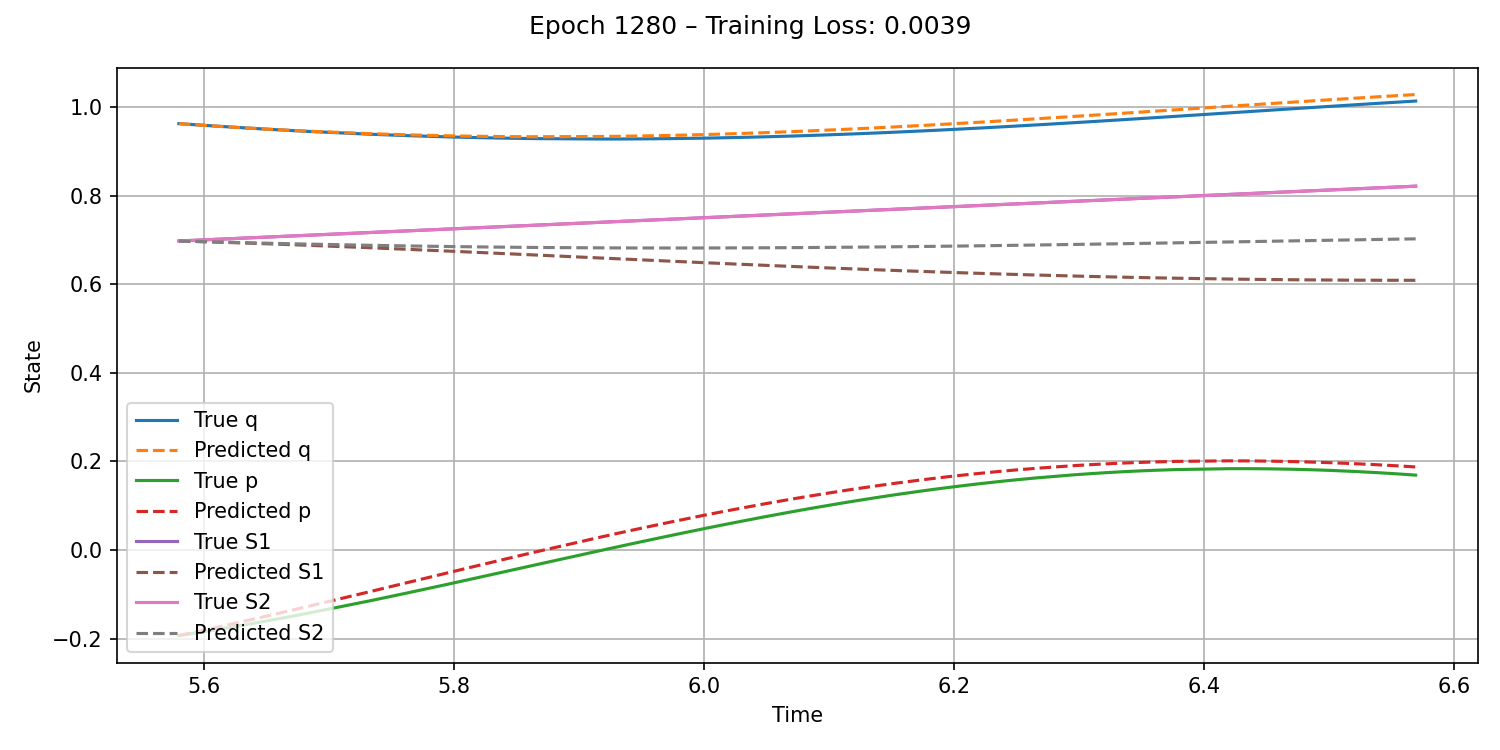 Epoch 1280 – Training Loss: 0.0039
State
1.0
0.8
0.6
0.4
0.2
0.0
−0.2
True q
Predicted q
True p
Predicted p
True S1
Predicted S1
True S2
Predicted S2
5.6 5.8 6.0 6.2 6.4 6.6
Time